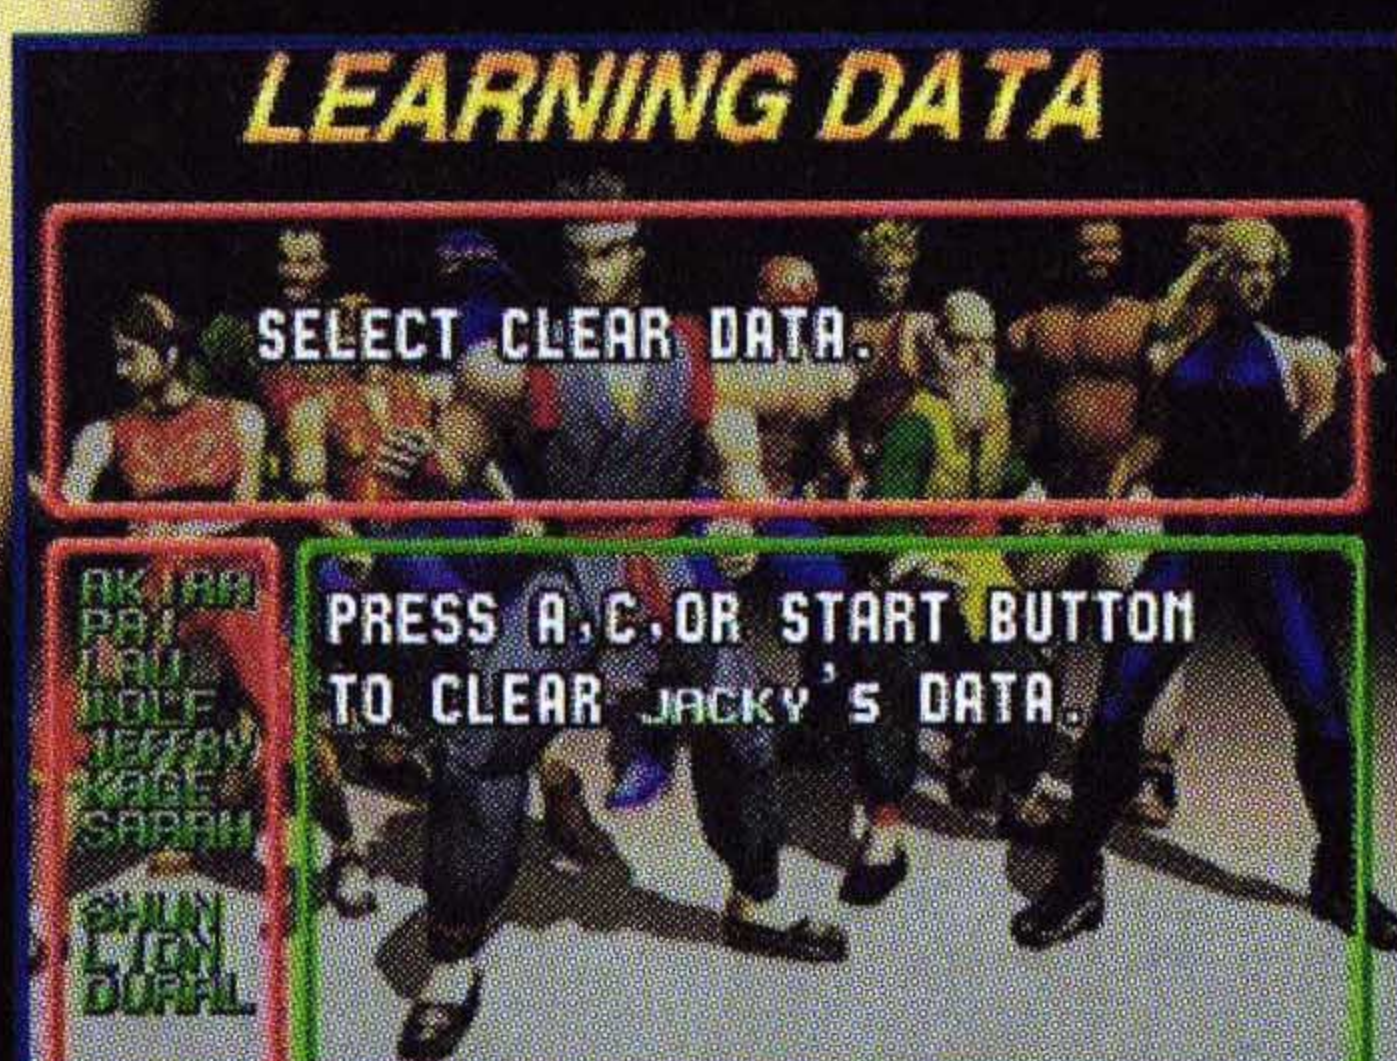 LEARNING DATA
SELECT CLEAR DATA.
AKIRA
PAI
LAU
WOLF
JEFFRY
KAGE
SARAH
SHUN
LION
DURAL
PRESS A,C,OR START BUTTON
TO CLEAR JACKY'S DATA.